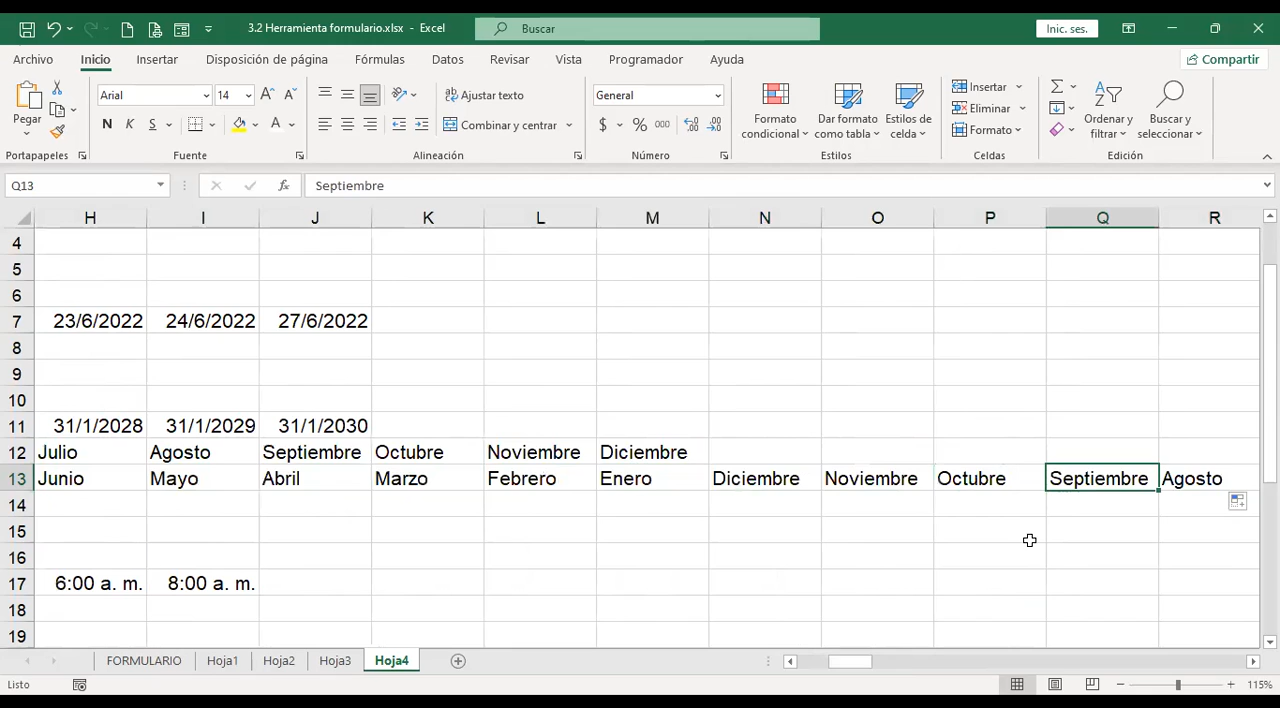 3.2 Herramienta formulario.xlsx - Excel
Buscar
Inic. ses.
Archivo Inicio Insertar Disposición de página Fórmulas Datos Revisar Vista Programador Ayuda
Compartir
Pegar
Arial 14
N K S
Ajustar texto
Combinar y centrar
General
$ % 000
Formato condicional
Dar formato como tabla
Estilos de celda
Insertar
Eliminar
Formato
Ordenar y filtrar
Buscar y seleccionar
Portapapeles Fuente Alineación Número Estilos Celdas Edición
Q13 fx Septiembre
H I J K L M N O P Q R
4
5
6
7 23/6/2022 24/6/2022 27/6/2022
8
9
10
11 31/1/2028 31/1/2029 31/1/2030
12 Julio Agosto Septiembre Octubre Noviembre Diciembre
13 Junio Mayo Abril Marzo Febrero Enero Diciembre Noviembre Octubre Septiembre Agosto
14
15
16
17 6:00 a. m. 8:00 a. m.
18
19
FORMULARIO Hoja1 Hoja2 Hoja3 Hoja4
Listo 115%